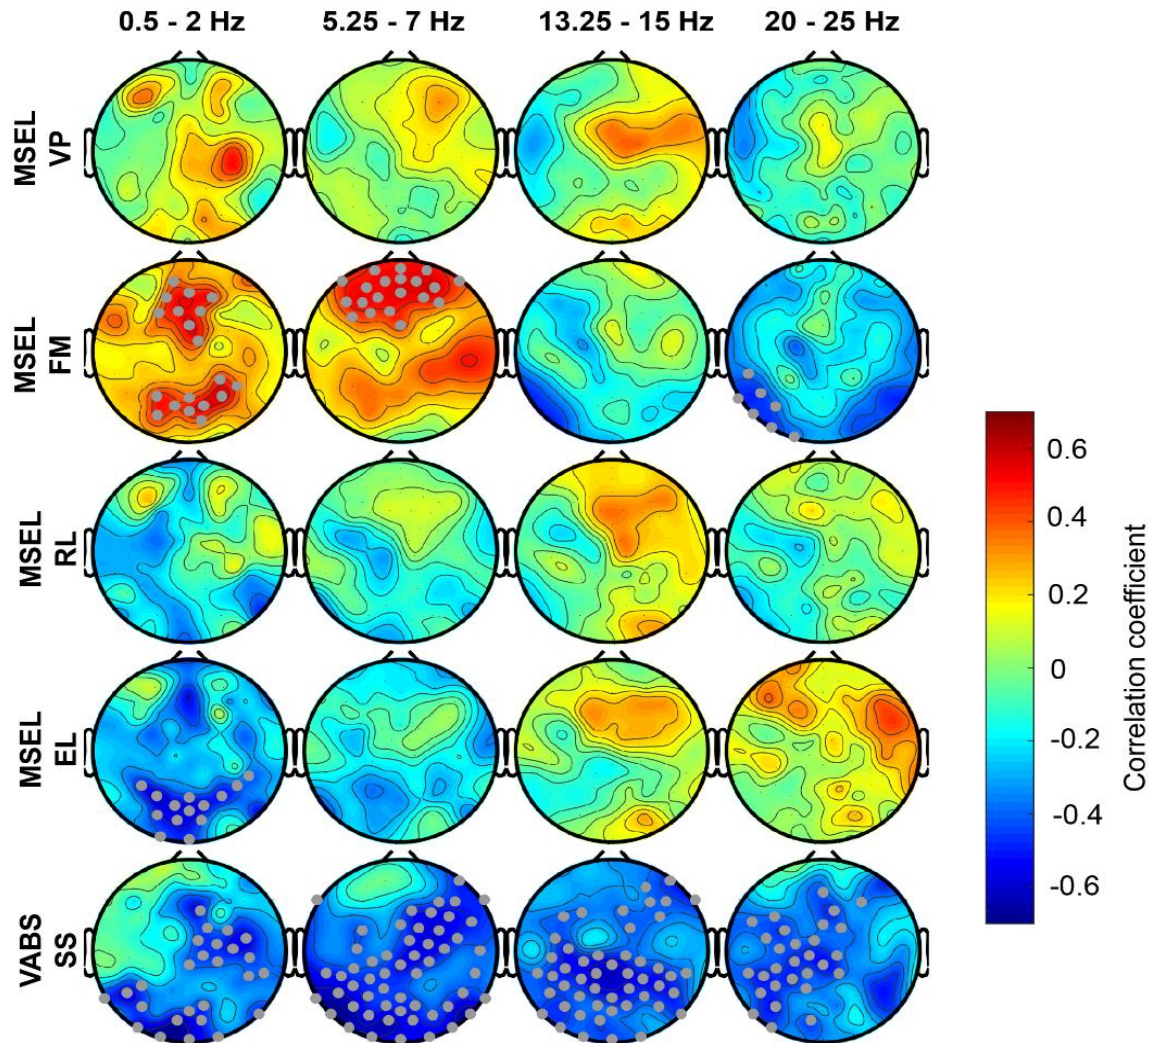 0.5 - 2 Hz
5.25 - 7 Hz
13.25 - 15 Hz
20 - 25 Hz
MSEL
VP
MSEL
FM
MSEL
RL
MSEL
EL
VABS
SS
0.6
0.4
0.2
0
-0.2
-0.4
-0.6
Correlation coefficient